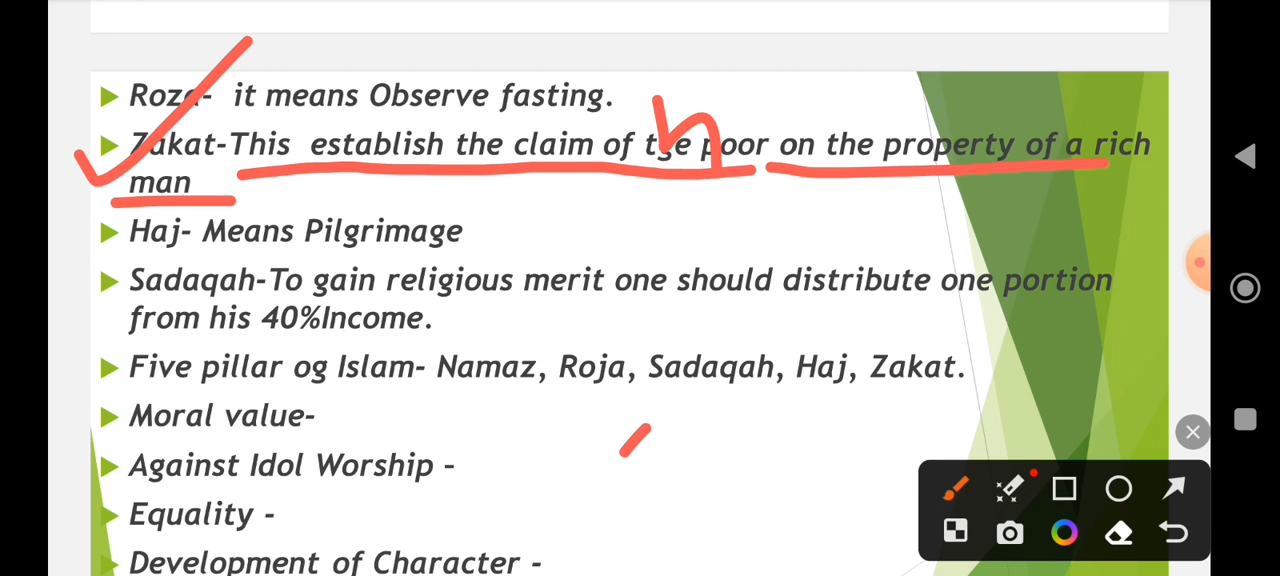 Roza- it means Observe fasting.
Zakat-This establish the claim of tge poor on the property of a rich
man
Haj- Means Pilgrimage
Sadaqah-To gain religious merit one should distribute one portion
from his 40%Income.
Five pillar og Islam- Namaz, Roja, Sadaqah, Haj, Zakat.
Moral value-
Against Idol Worship -
Equality -
Development of Character -